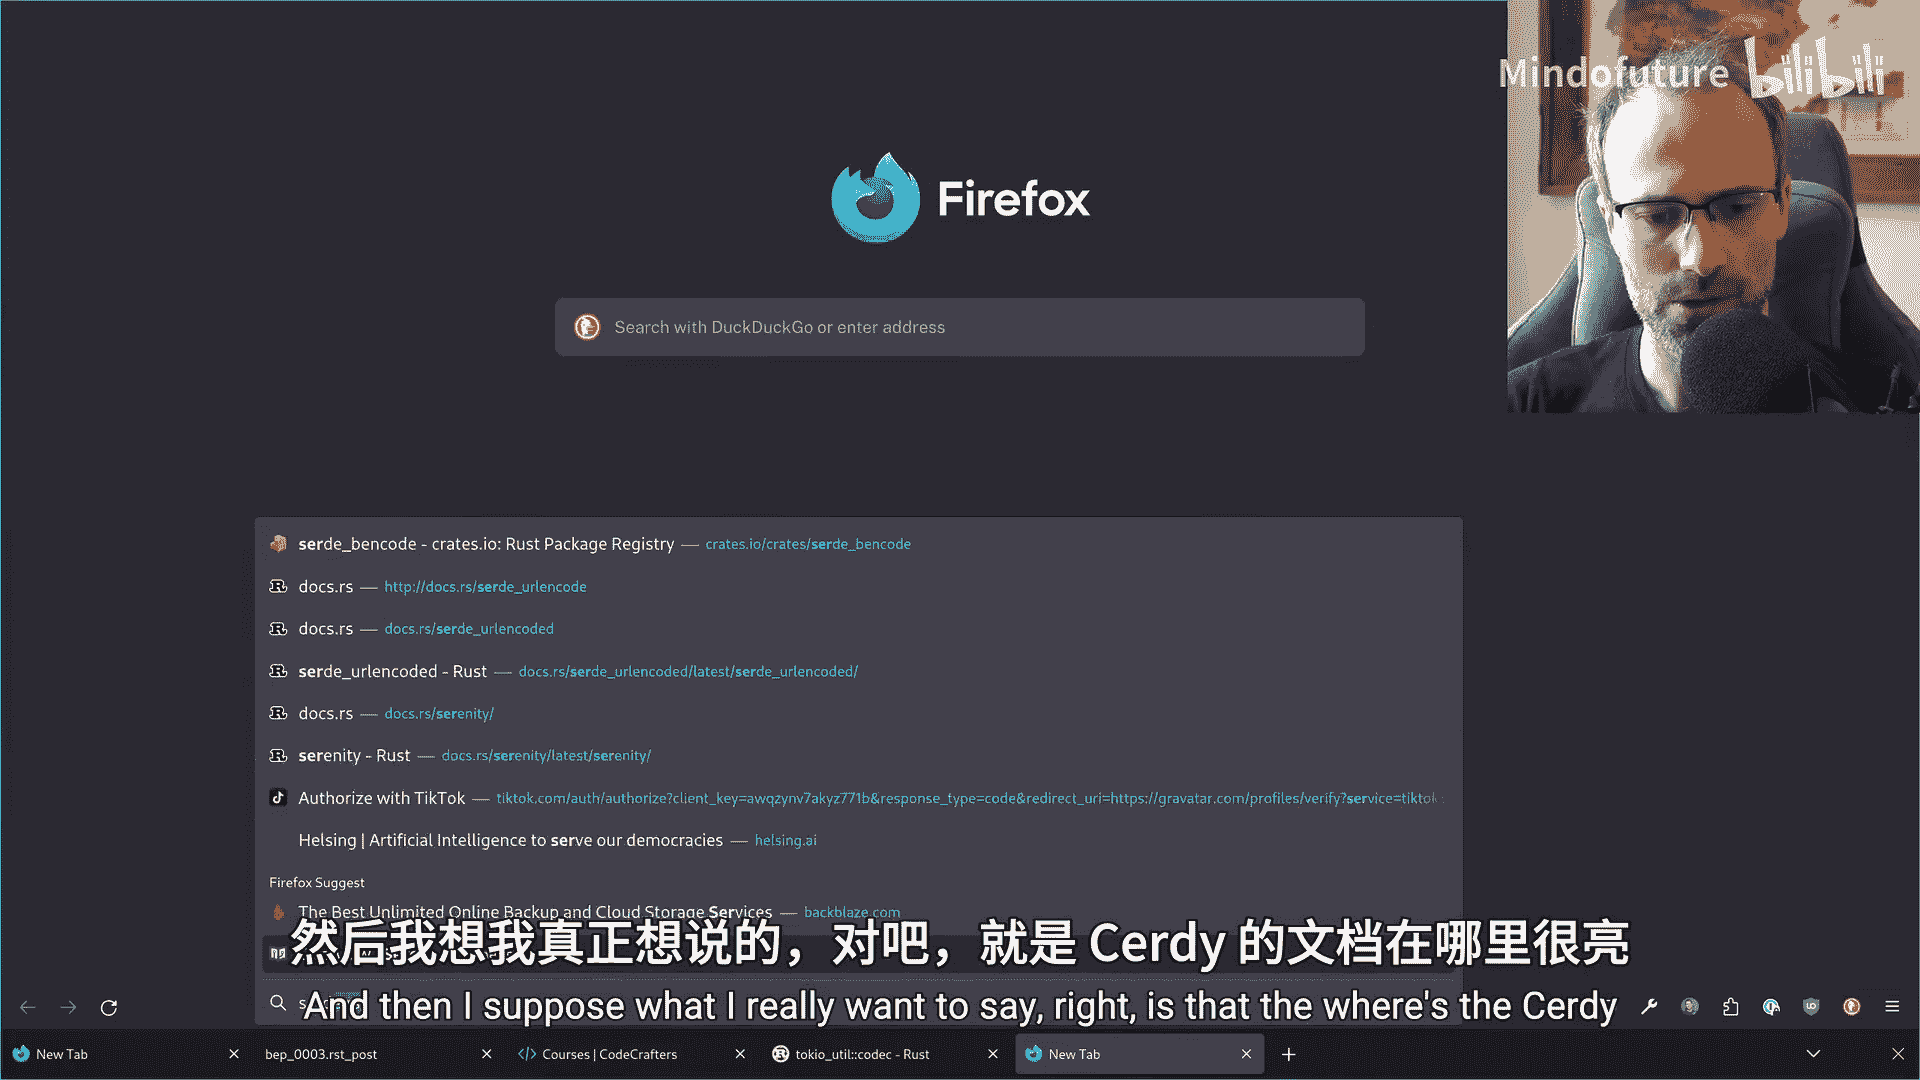 Mindofuture bilibili
Firefox
Search with DuckDuckGo or enter address
serde_bencode - crates.io: Rust Package Registry — crates.io/crates/serde_bencode
docs.rs — http://docs.rs/serde_urlencode
docs.rs — docs.rs/serde_urlencoded
serde_urlencoded - Rust — docs.rs/serde_urlencoded/latest/serde_urlencoded/
docs.rs — docs.rs/serenity/
serenity - Rust — docs.rs/serenity/latest/serenity/
Authorize with TikTok — tiktok.com/auth/authorize?client_key=awqzynv7akyz771b&response_type=code&redirect_uri=https://gravatar.com/profiles/verify?service=tiktok
Helsing | Artificial Intelligence to serve our democracies — helsing.ai
Firefox Suggest
The Best Unlimited Online Backup and Cloud Storage Services — backblaze.com
然后我想我真正想说的，对吧，就是 Cerdy 的文档在哪里很亮
And then I suppose what I really want to say, right, is that the where's the Cerdy
New Tab
bep_0003.rst_post
Courses | CodeCrafters
tokio_util::codec - Rust
New Tab